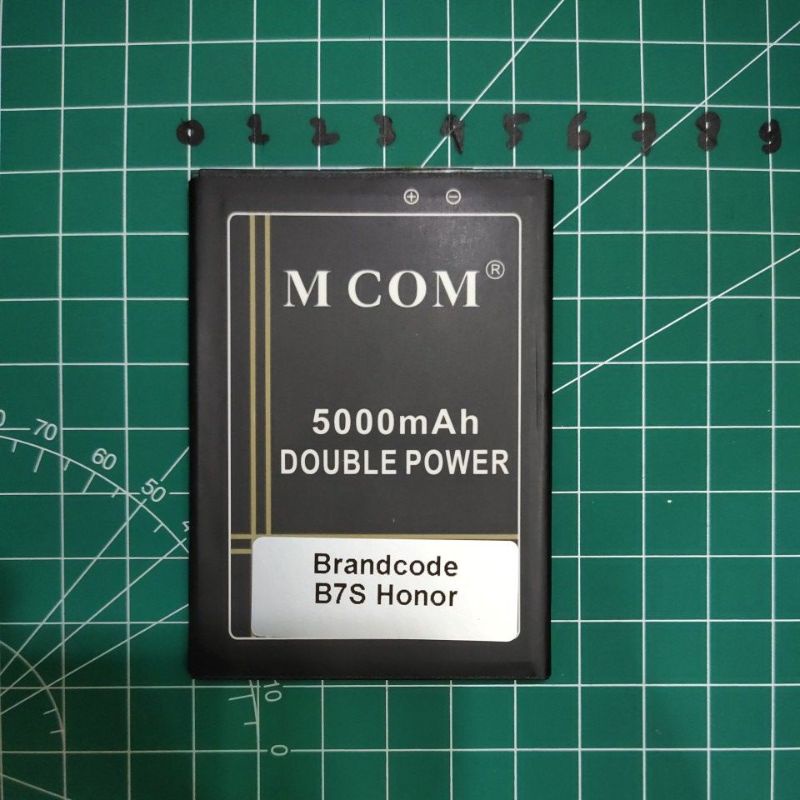 0 1 2 3 4 5 6 7 8 9
M COM®
5000mAh
DOUBLE POWER
Brandcode
B7S Honor
70
60
50
10
0